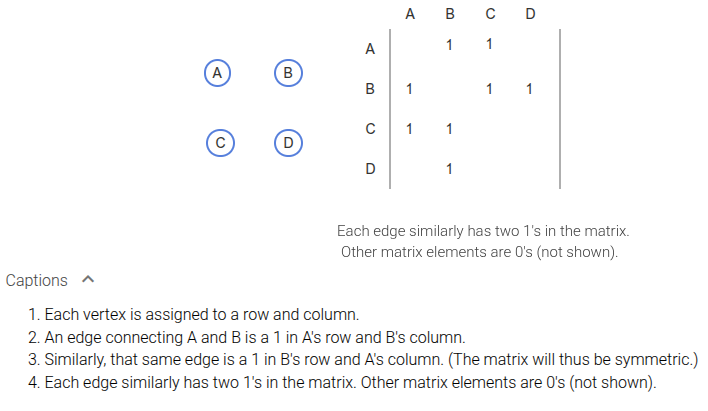 A B C D
A 1 1
A B
B 1 1 1
C 1 1
C D
D 1
Each edge similarly has two 1's in the matrix.
Other matrix elements are 0's (not shown).
Captions
1. Each vertex is assigned to a row and column.
2. An edge connecting A and B is a 1 in A's row and B's column.
3. Similarly, that same edge is a 1 in B's row and A's column. (The matrix will thus be symmetric.)
4. Each edge similarly has two 1's in the matrix. Other matrix elements are 0's (not shown).